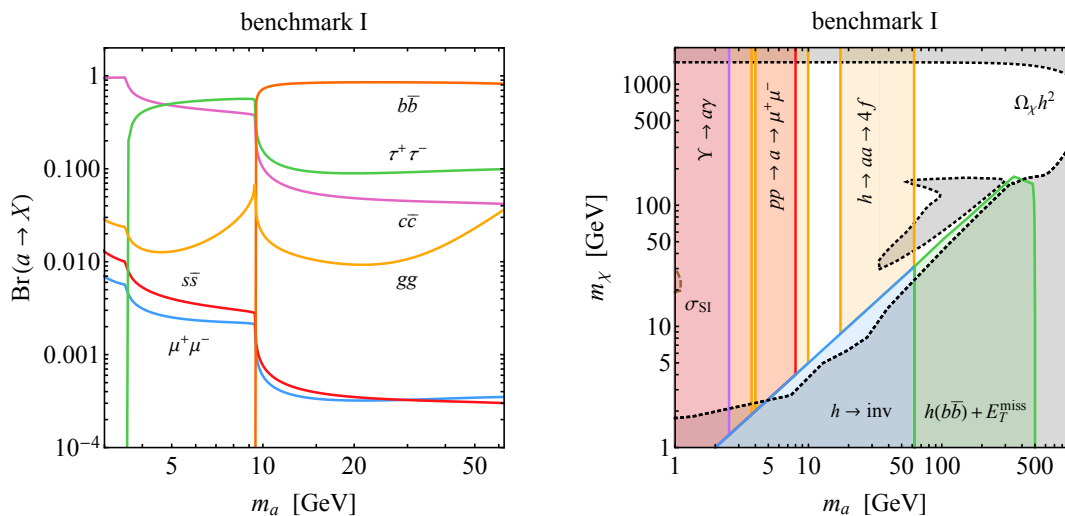 benchmark I
Br(a → X)
1
0.100
0.010
0.001
10⁻⁴
bb̅
τ⁺τ⁻
cc̅
ss̅
gg
μ⁺μ⁻
5
10
20
50
mₐ [GeV]
benchmark I
m_χ [GeV]
1000
500
100
50
10
5
1
Υ → aγ
pp → a → μ⁺μ⁻
h → aa → 4f
Ω_χh²
σ_SI
h → inv
h(bb̅) + E_T^miss
1
5
10
50
100
500
mₐ [GeV]